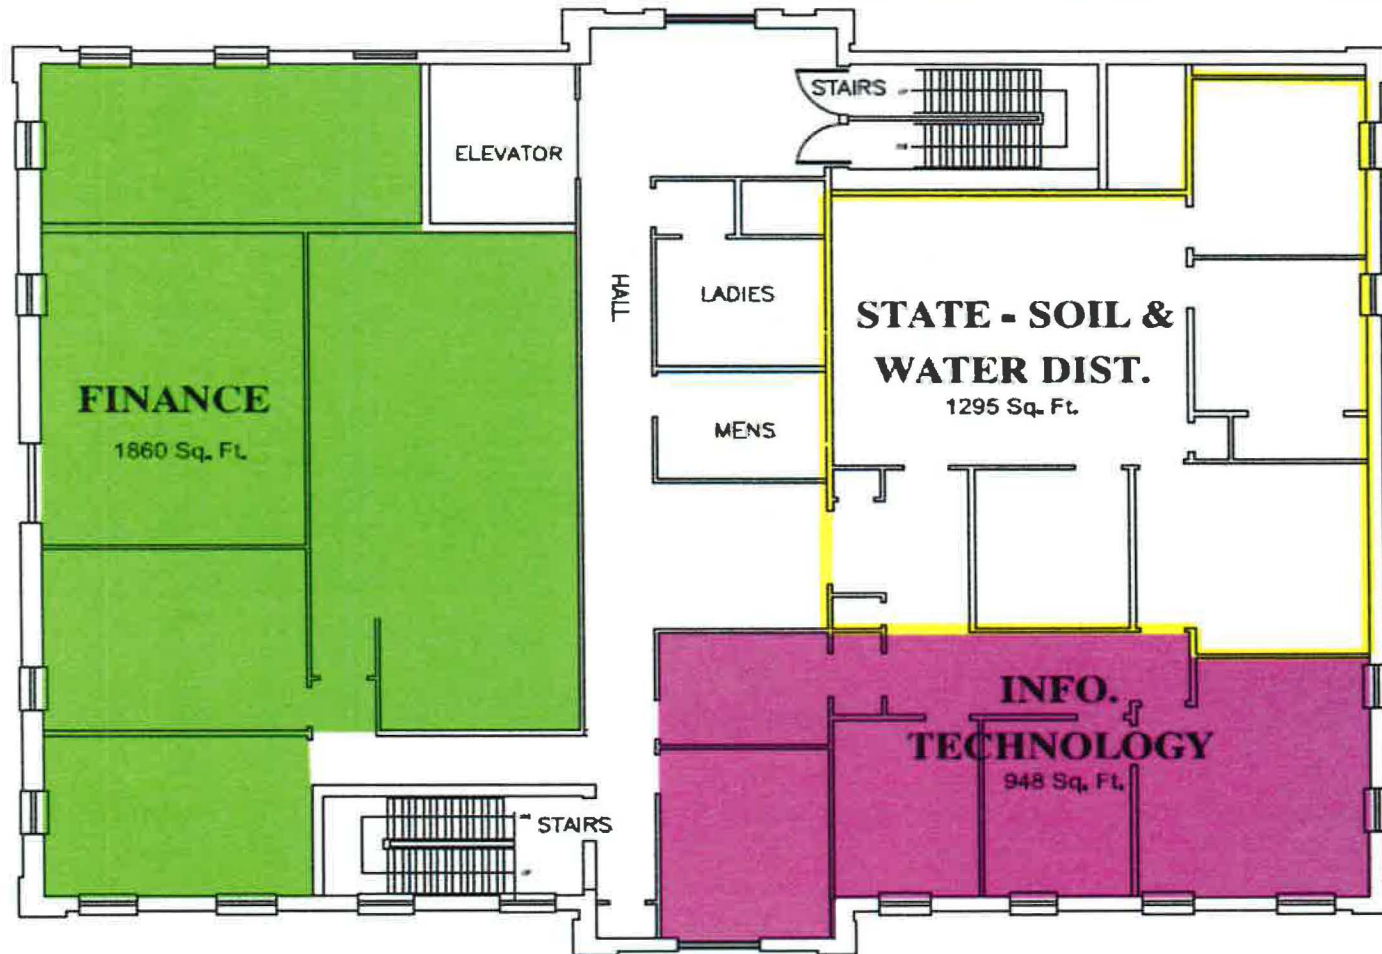 STAIRS
ELEVATOR
HALL
LADIES
STATE - SOIL &
WATER DIST.
1295 Sq. Ft.
FINANCE
1860 Sq. Ft.
MENS
INFO.
TECHNOLOGY
948 Sq. Ft.
STAIRS